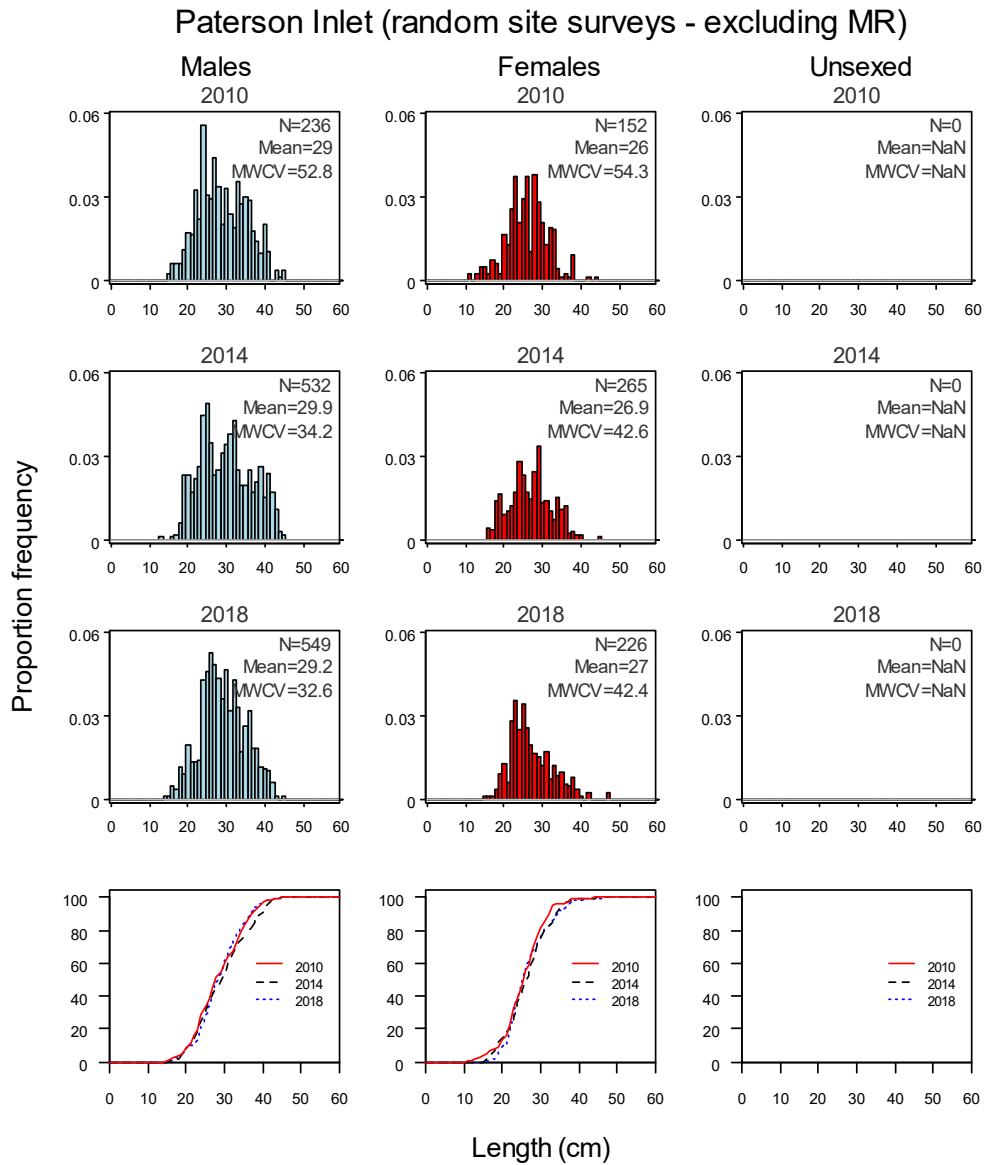 Paterson Inlet (random site surveys - excluding MR)
Males Females Unsexed
2010 2010 2010
0.06
0.03
0
N=236
Mean=29
MWCV=52.8
0 10 20 30 40 50 60
0.06
0.03
0
N=152
Mean=26
MWCV=54.3
0 10 20 30 40 50 60
0.06
0.03
0
N=0
Mean=NaN
MWCV=NaN
0 10 20 30 40 50 60
2014 2014 2014
0.06
0.03
0
N=532
Mean=29.9
MWCV=34.2
0 10 20 30 40 50 60
0.06
0.03
0
N=265
Mean=26.9
MWCV=42.6
0 10 20 30 40 50 60
0.06
0.03
0
N=0
Mean=NaN
MWCV=NaN
0 10 20 30 40 50 60
Proportion frequency
2018 2018 2018
0.06
0.03
0
N=549
Mean=29.2
MWCV=32.6
0 10 20 30 40 50 60
0.06
0.03
0
N=226
Mean=27
MWCV=42.4
0 10 20 30 40 50 60
0.06
0.03
0
N=0
Mean=NaN
MWCV=NaN
0 10 20 30 40 50 60
100
80
60
40
20
0
2010
2014
2018
0 10 20 30 40 50 60
100
80
60
40
20
0
2010
2014
2018
0 10 20 30 40 50 60
100
80
60
40
20
0
2010
2014
2018
0 10 20 30 40 50 60
Length (cm)